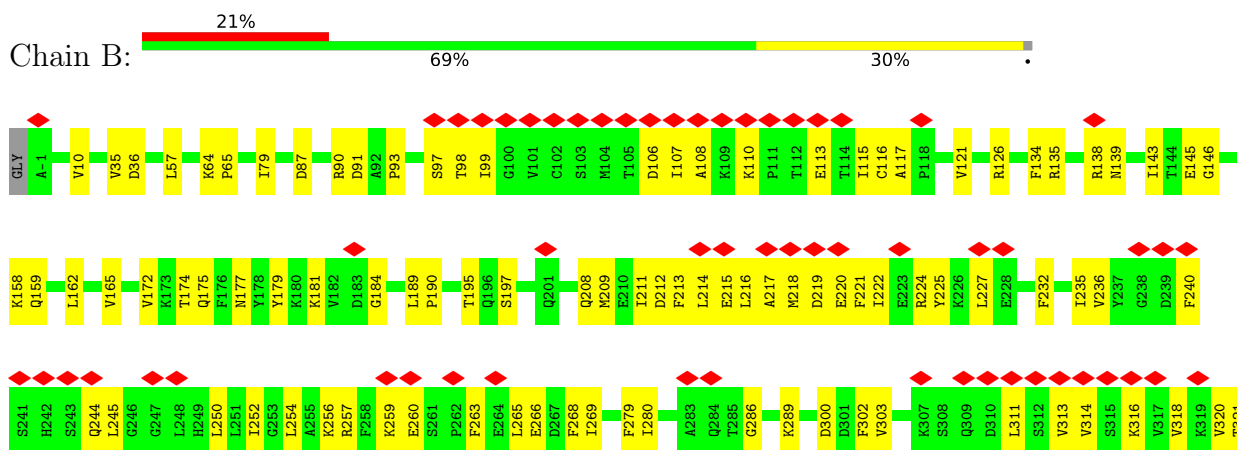 21%
Chain B:
69% 30% •
GLY A-1 V10 V35 D36 L57 K64 P65 I79 D87 R90 D91 A92 P93 S97 T98 I99 G100 V101 C102 S103 M104 T105 D106 I107 A108 K109 K110 P111 T112 E113 T114 I115 C116 A117 P118 V121 R126 F134 R135 R138 N139 I143 T144 E145 G146
K158 Q159 L162 V165 V172 K173 T174 Q175 F176 N177 Y178 Y179 K180 K181 V182 D183 G184 L189 P190 T195 Q196 S197 Q201 Q208 M209 E210 I211 D212 F213 L214 E215 L216 A217 M218 D219 E220 F221 I222 E223 R224 Y225 K226 L227 E228 F232 I235 V236 Y237 G238 D239 F240
S241 H242 S243 Q244 L245 G246 G247 L248 H249 L250 L251 I252 G253 L254 A255 K256 R257 F258 K259 E260 S261 P262 F263 E264 L265 E266 D267 F268 I269 F279 I280 A283 Q284 T285 G286 K289 D300 D301 F302 V303 K307 S308 Q309 D310 L311 S312 V313 V314 S315 K316 V317 V318 K319 V320 T321